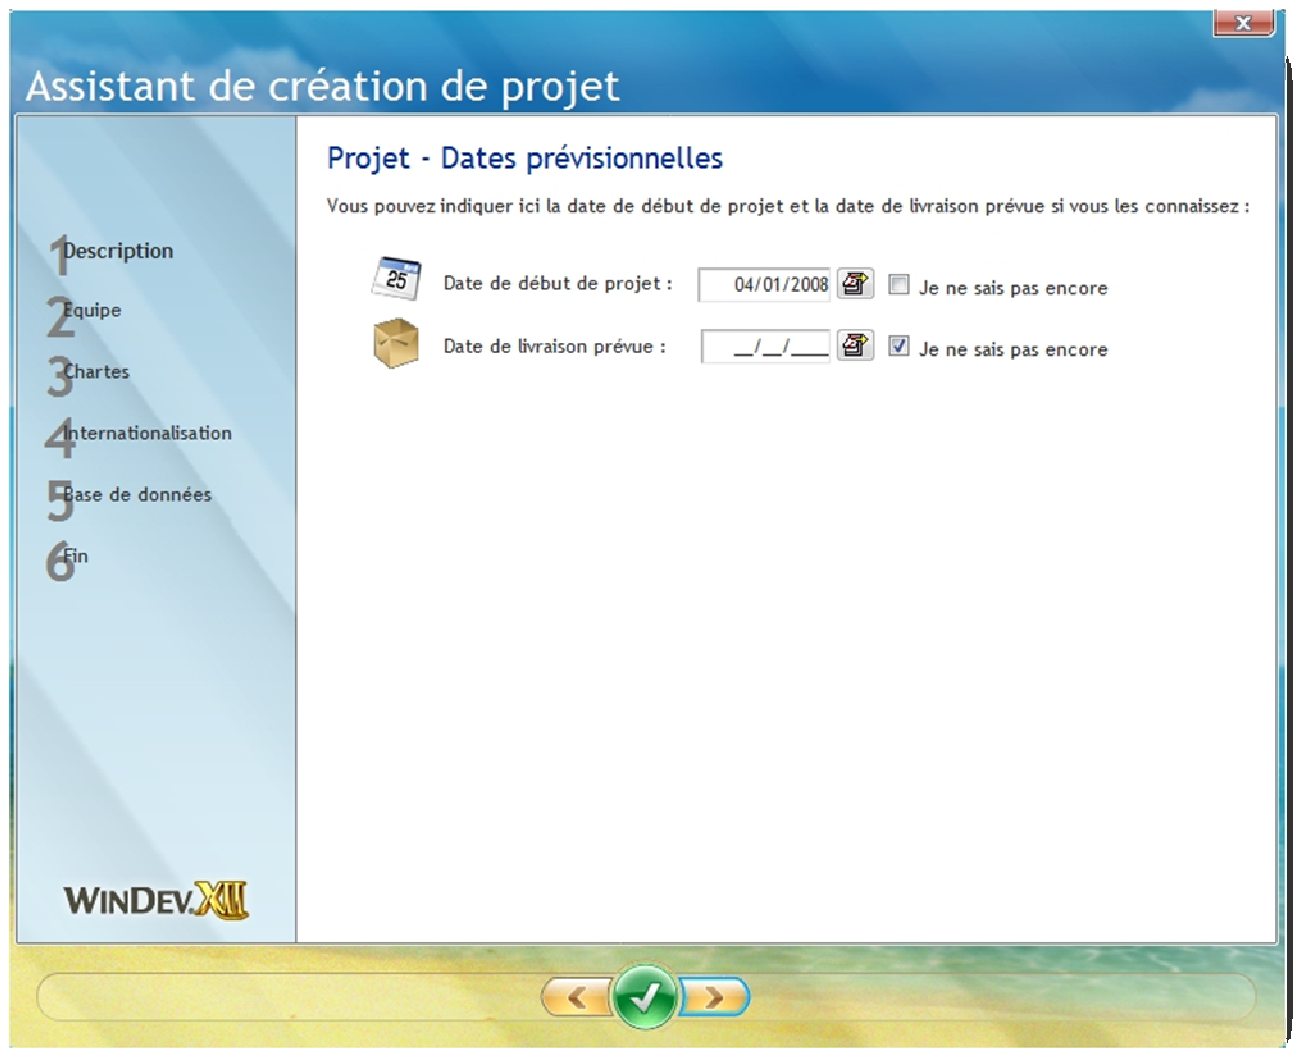 Assistant de création de projet
Projet - Dates prévisionnelles
Vous pouvez indiquer ici la date de début de projet et la date de livraison prévue si vous les connaissez :
25
Date de début de projet :
04/01/2008
Je ne sais pas encore
Date de livraison prévue :
__/__/____
Je ne sais pas encore
1 Description
2 Equipe
3 Chartes
4 Internationalisation
5 Base de données
6 Fin
WINDEV. XIII